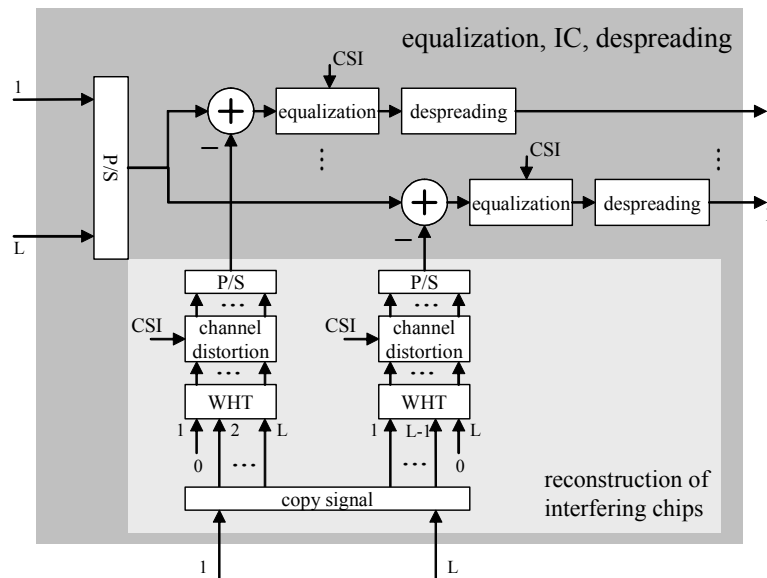 equalization, IC, despreading
CSI
1
equalization
despreading
− 
...
P/S
CSI
...
equalization
despreading
L
−
P/S
P/S
...
...
CSI
channel
distortion
CSI
channel
distortion
...
...
WHT
WHT
1
2
L
1
L-1
L
0
...
...
0
copy signal
reconstruction of
interfering chips
1
L